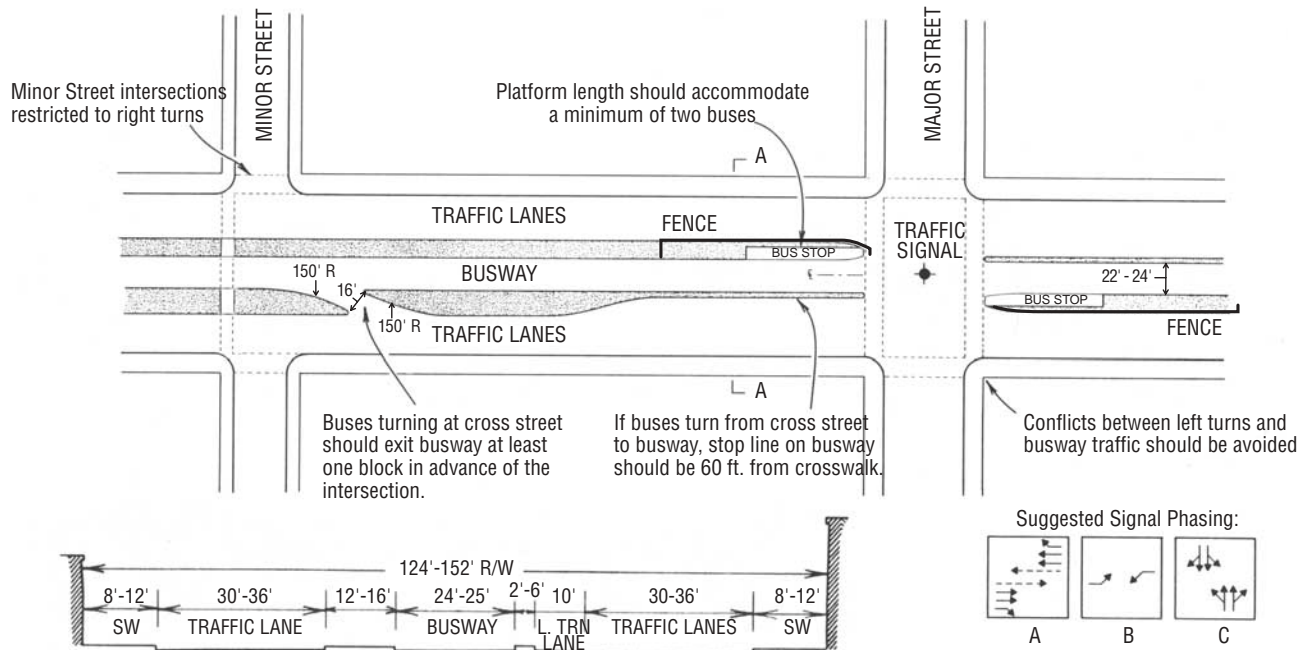 MINOR STREET
MAJOR STREET
Minor Street intersections
restricted to right turns
Platform length should accommodate
a minimum of two buses
A
TRAFFIC LANES
FENCE
BUS STOP
TRAFFIC
SIGNAL
BUSWAY
150' R
16'
150' R
22' - 24'
BUS STOP
TRAFFIC LANES
FENCE
A
Buses turning at cross street
should exit busway at least
one block in advance of the
intersection.
If buses turn from cross street
to busway, stop line on busway
should be 60 ft. from crosswalk.
Conflicts between left turns and
busway traffic should be avoided
Suggested Signal Phasing:
A B C
124'-152' R/W
8'-12' 30'-36' 12'-16' 24'-25' 2'-6' 10' 30-36' 8'-12'
SW TRAFFIC LANE BUSWAY L. TRN TRAFFIC LANES SW
LANE